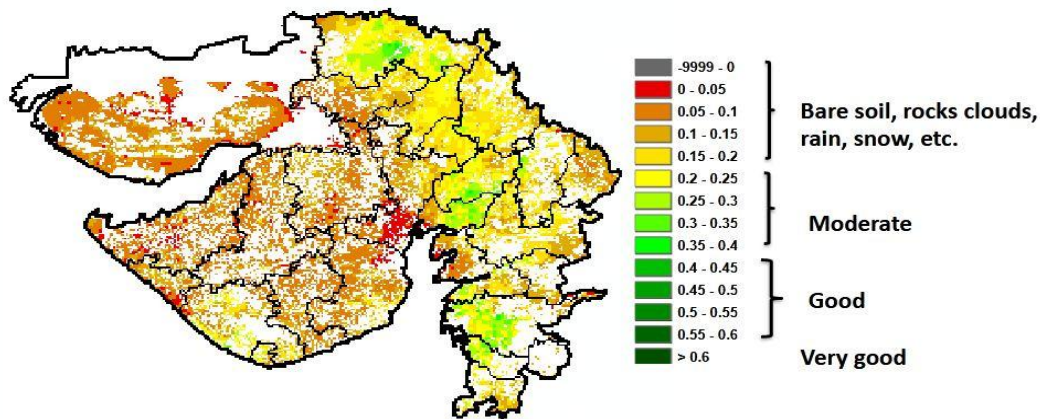 -9999 - 0
0 - 0.05
0.05 - 0.1
0.1 - 0.15
0.15 - 0.2
0.2 - 0.25
0.25 - 0.3
0.3 - 0.35
0.35 - 0.4
0.4 - 0.45
0.45 - 0.5
0.5 - 0.55
0.55 - 0.6
> 0.6
Bare soil, rocks clouds,
rain, snow, etc.
Moderate
Good
Very good